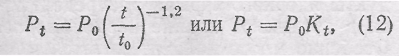 P_t = P_0 (t/t_0)^{-1,2} или P_t = P_0 K_t, (12)